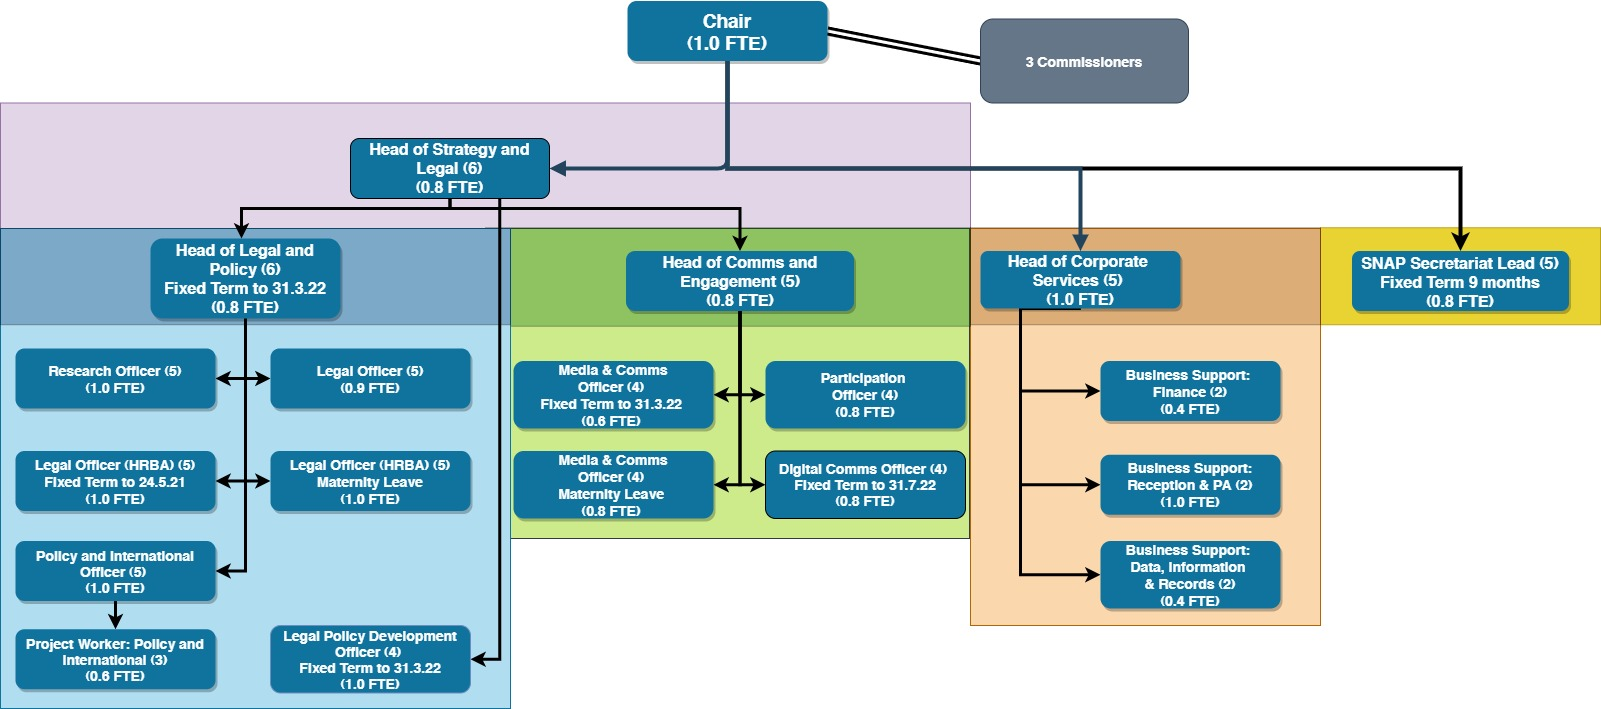 Chair
(1.0 FTE)
3 Commissioners
Head of Strategy and
Legal (6)
(0.8 FTE)
Head of Legal and
Policy (6)
Fixed Term to 31.3.22
(0.8 FTE)
Head of Comms and
Engagement (5)
(0.8 FTE)
Head of Corporate
Services (5)
(1.0 FTE)
SNAP Secretariat Lead (5)
Fixed Term 9 months
(0.8 FTE)
Research Officer (5)
(1.0 FTE)
Legal Officer (5)
(0.9 FTE)
Legal Officer (HRBA) (5)
Fixed Term to 24.5.21
(1.0 FTE)
Legal Officer (HRBA) (5)
Maternity Leave
(1.0 FTE)
Policy and International
Officer (5)
(1.0 FTE)
Project Worker: Policy and
International (3)
(0.6 FTE)
Legal Policy Development
Officer (4)
Fixed Term to 31.3.22
(1.0 FTE)
Media & Comms
Officer (4)
Fixed Term to 31.3.22
(0.6 FTE)
Participation
Officer (4)
(0.8 FTE)
Media & Comms
Officer (4)
Maternity Leave
(0.8 FTE)
Digital Comms Officer (4)
Fixed Term to 31.7.22
(0.8 FTE)
Business Support:
Finance (2)
(0.4 FTE)
Business Support:
Reception & PA (2)
(1.0 FTE)
Business Support:
Data, Information
& Records (2)
(0.4 FTE)